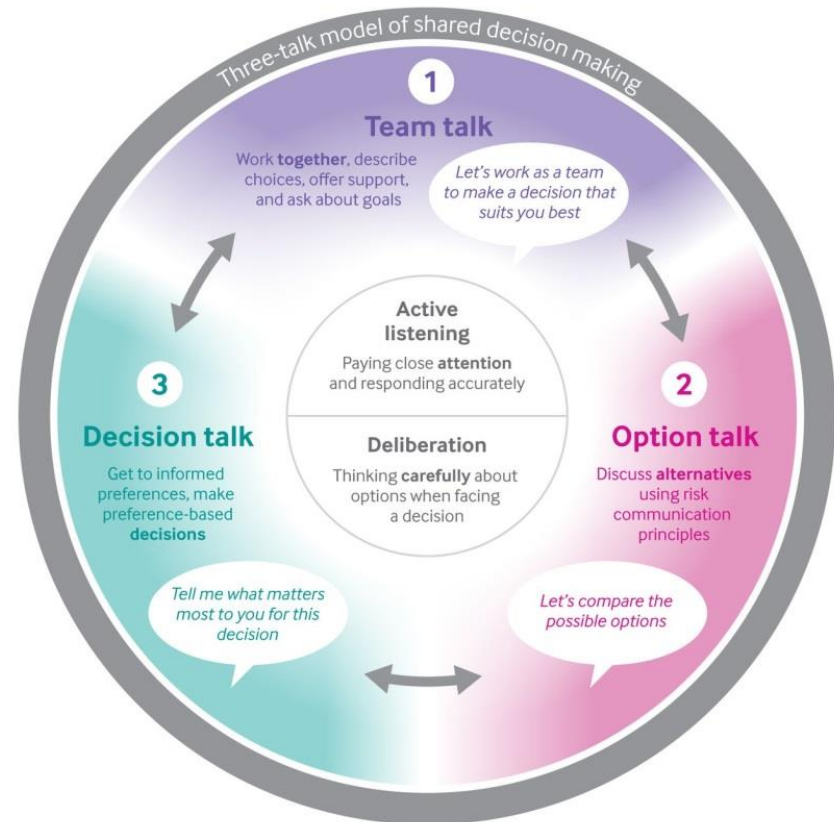 Three-talk model of shared decision making
1
Team talk
Work together, describe
choices, offer support,
and ask about goals
Let's work as a team
to make a decision that
suits you best
Active
listening
Paying close attention
and responding accurately
Deliberation
Thinking carefully about
options when facing
a decision
2
Option talk
Discuss alternatives
using risk
communication
principles
Let's compare the
possible options
3
Decision talk
Get to informed
preferences, make
preference-based
decisions
Tell me what matters
most to you for this
decision